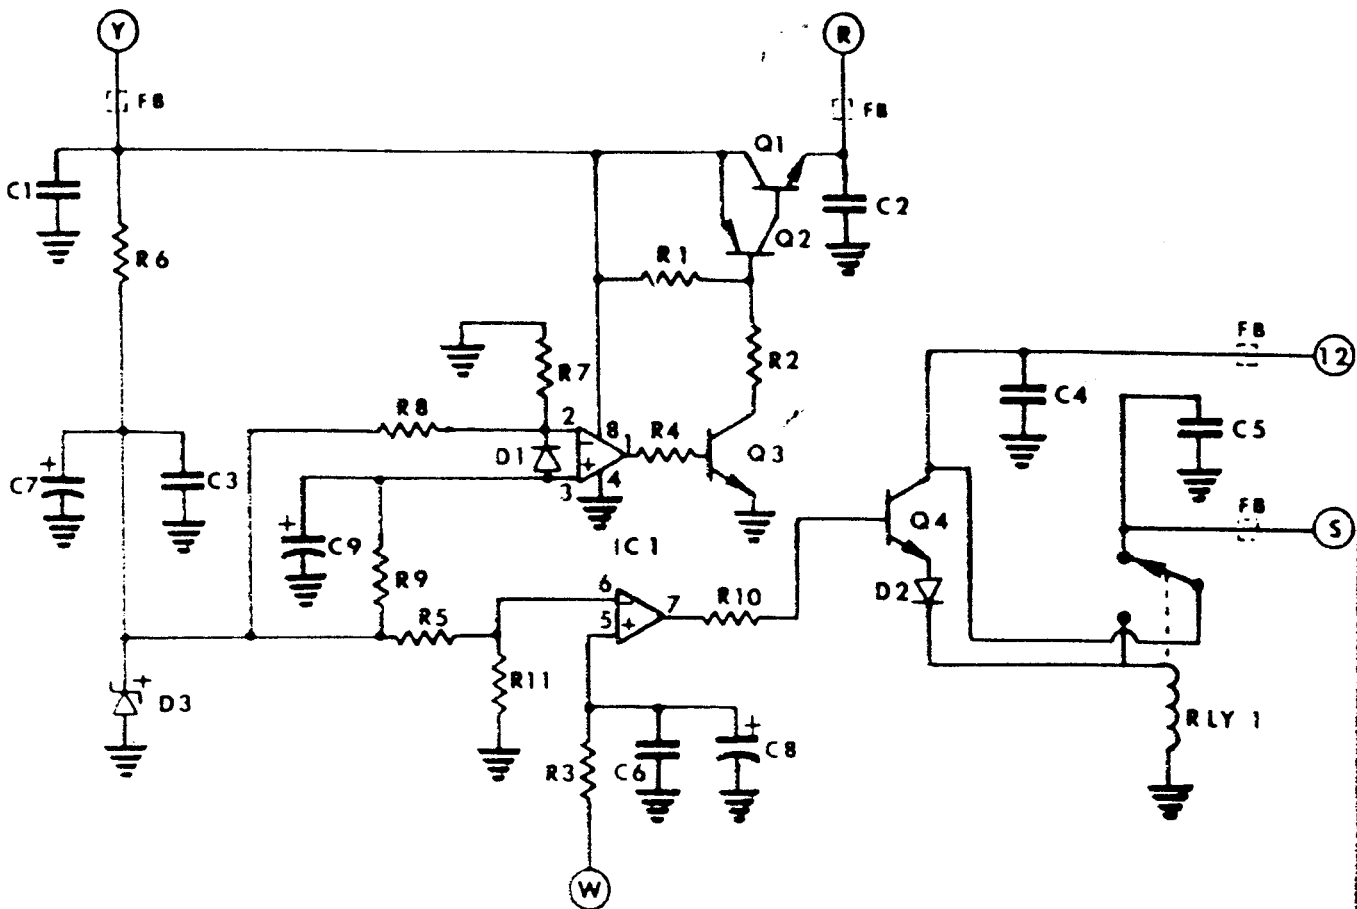 Y
R
FB
FB
Q1
C1
C2
R6
Q2
R1
FB
12
R7
R2
C4
R8
2
8
1
R4
C5
D1
Q3
C7
C3
3
4
+
+
-
+
FB
S
Q4
C9
IC1
R9
6
D2
R5
5
7
R10
-
+
R11
D3
+
RLY 1
R3
C6
C8
+
W